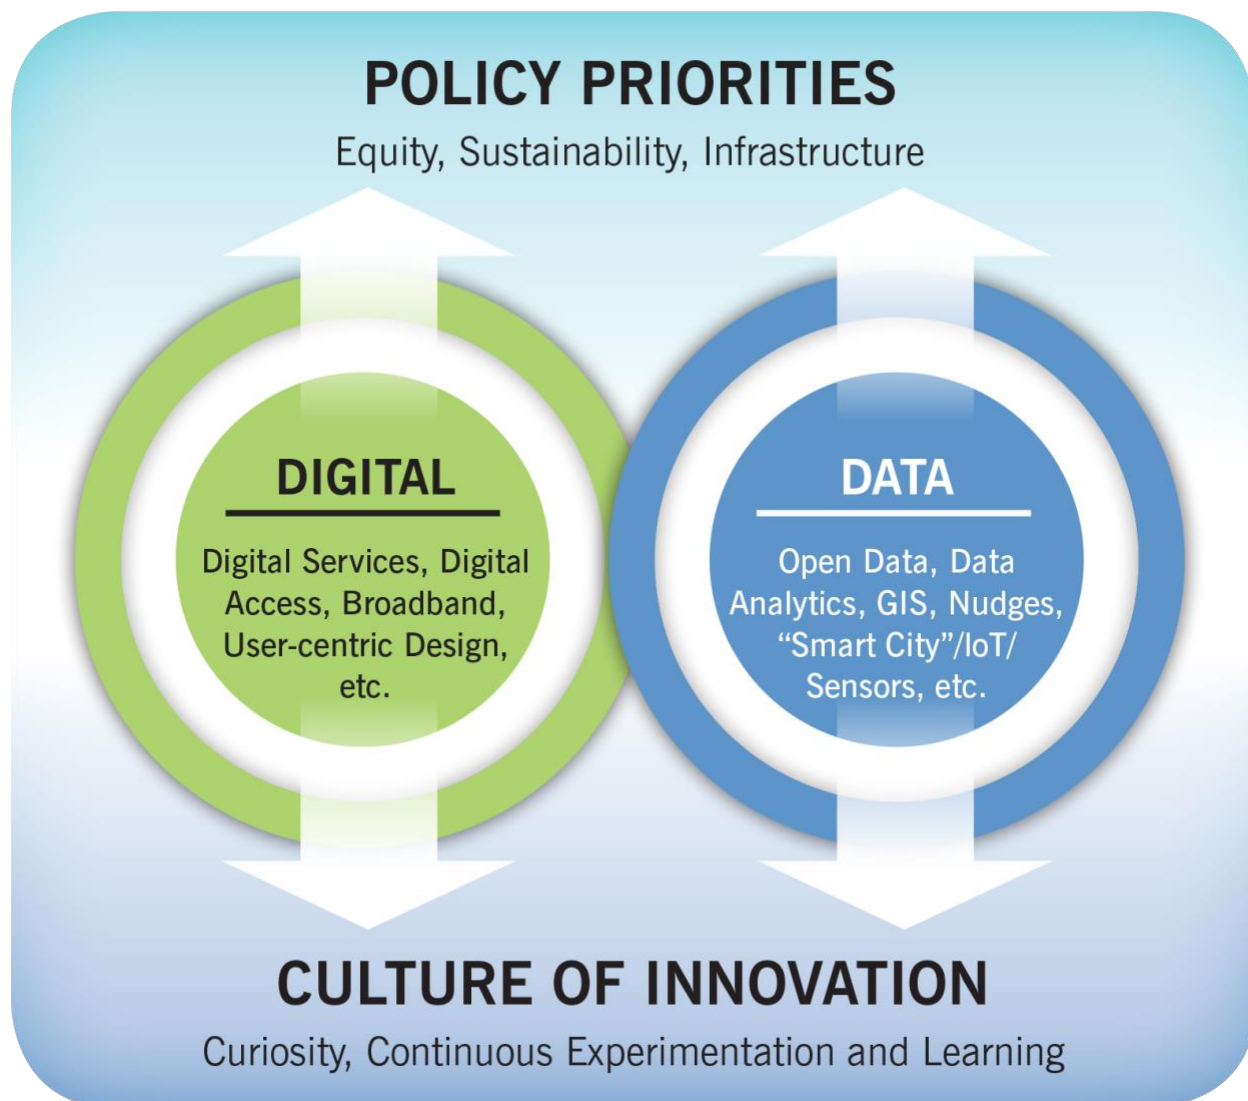 POLICY PRIORITIES
Equity, Sustainability, Infrastructure
DIGITAL
Digital Services, Digital
Access, Broadband,
User-centric Design,
etc.
DATA
Open Data, Data
Analytics, GIS, Nudges,
“Smart City”/IoT/
Sensors, etc.
CULTURE OF INNOVATION
Curiosity, Continuous Experimentation and Learning